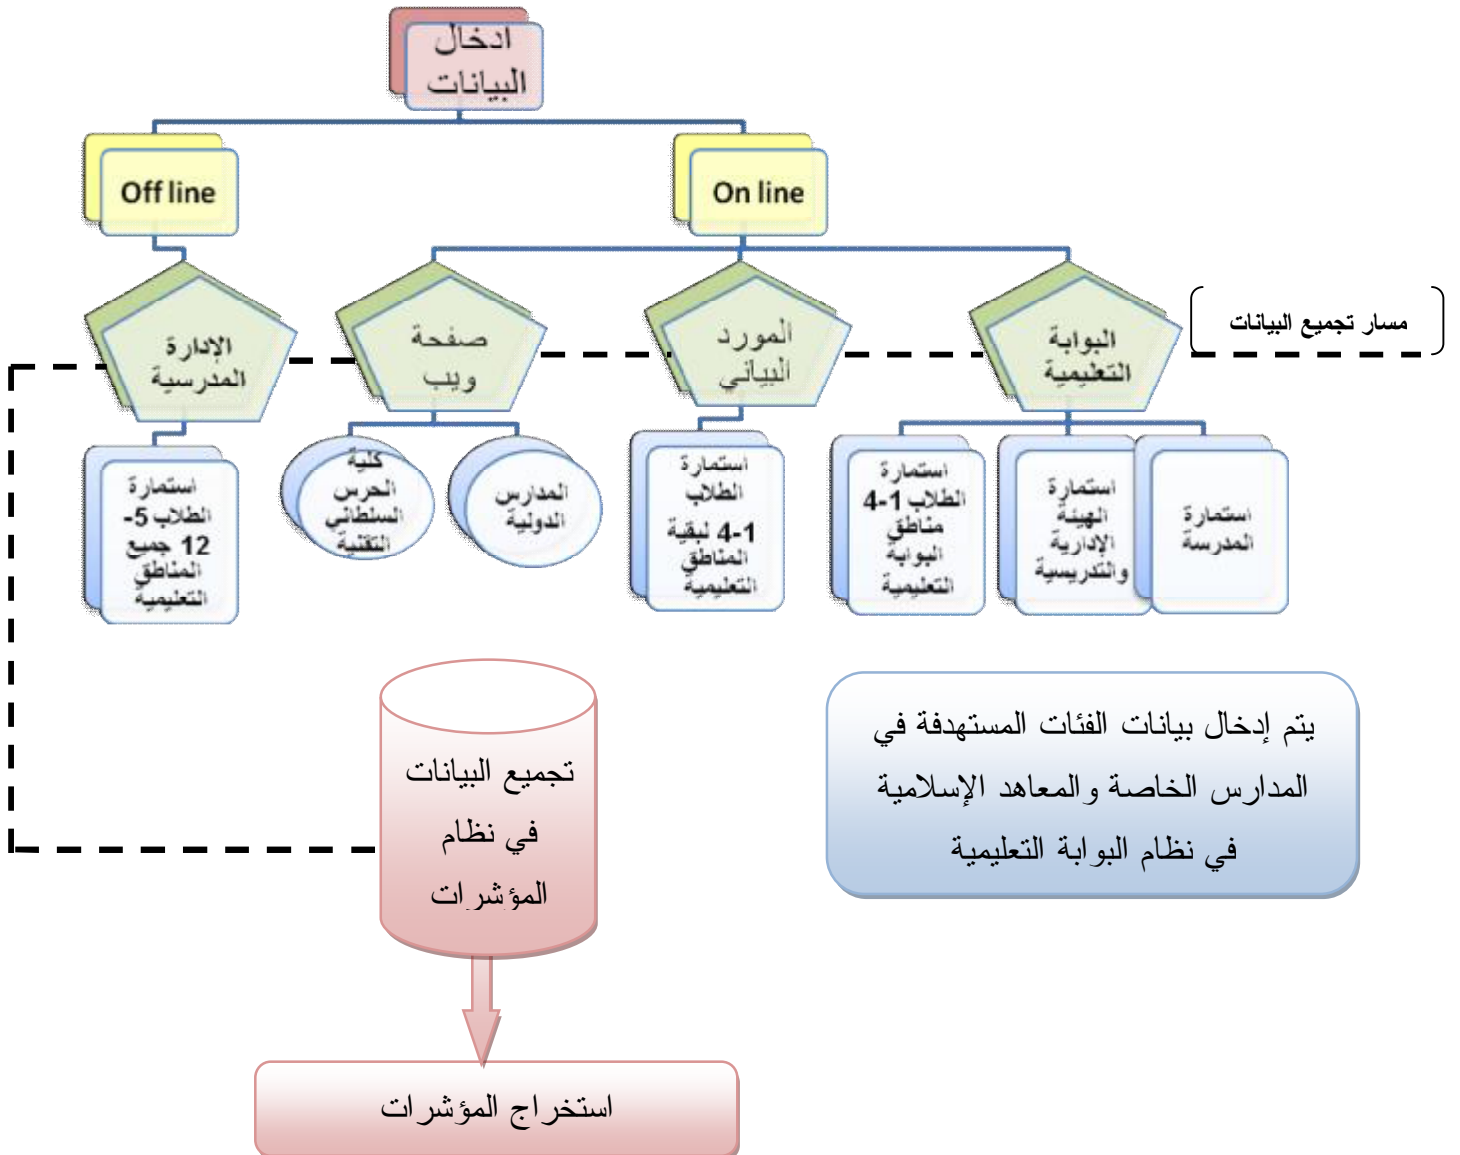 ادخال
البيانات
On line
Off line
مسار تجميع البيانات
البوابة
التعليمية
المورد
البياني
صفحة
ويب
الإدارة
المدرسية
استمارة
المدرسة
استمارة
الهيئة
الإدارية
والتدريسية
استمارة
الطلاب 1-4
مناطق
البوابة
التعليمية
استمارة
الطلاب
1-4 لبقية
المناطق
التعليمية
المدارس
الدولية
كلية
الحرس
السلطاني
التقنية
استمارة
الطلاب 5-
12 جميع
المناطق
التعليمية
يتم إدخال بيانات الفئات المستهدفة في
المدارس الخاصة والمعاهد الإسلامية
في نظام البوابة التعليمية
تجميع البيانات
في نظام
المؤشرات
استخراج المؤشرات